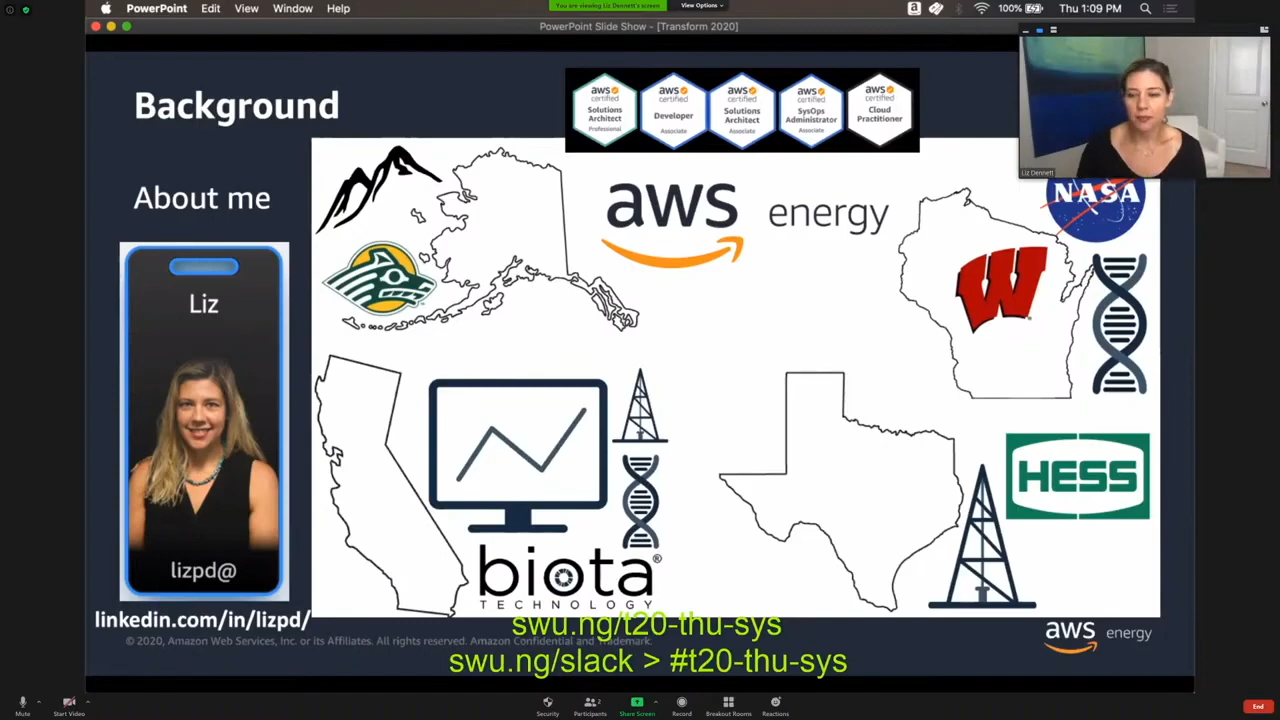 PowerPoint Edit View Window Help
You are viewing Liz Dennett's screen View Options
100% Thu 1:09 PM
PowerPoint Slide Show - [Transform 2020]
Background
About me
Liz
lizpd@
linkedin.com/in/lizpd/
aws certified Solutions Architect Professional
aws certified Developer Associate
aws certified Solutions Architect Associate
aws certified SysOps Administrator Associate
aws certified Cloud Practitioner
aws energy
Liz Dennett
NASA
W
HESS
biota®
TECHNOLOGY
swu.ng/t20-thu-sys
© 2020, Amazon Web Services, Inc. or its Affiliates. All rights reserved. Amazon Confidential and Trademark.
aws energy
swu.ng/slack > #t20-thu-sys
Mute Start Video Security Participants 2 Share Screen Record Breakout Rooms Reactions End